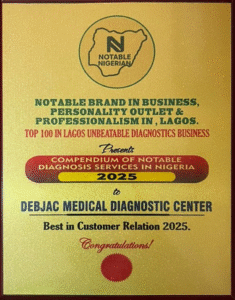 N
NOTABLE
NIGERIAN
NOTABLE BRAND IN BUSINESS,
PERSONALITY OUTLET &
PROFESSIONALISM IN , LAGOS.
TOP 100 IN LAGOS UNBEATABLE DIAGNOSTICS BUSINESS
Presents
COMPENDIUM OF NOTABLE
DIAGNOSIS SERVICES IN NIGERIA
2025
to
DEBJAC MEDICAL DIAGNOSTIC CENTER
Best in Customer Relation 2025.
Congratulations!